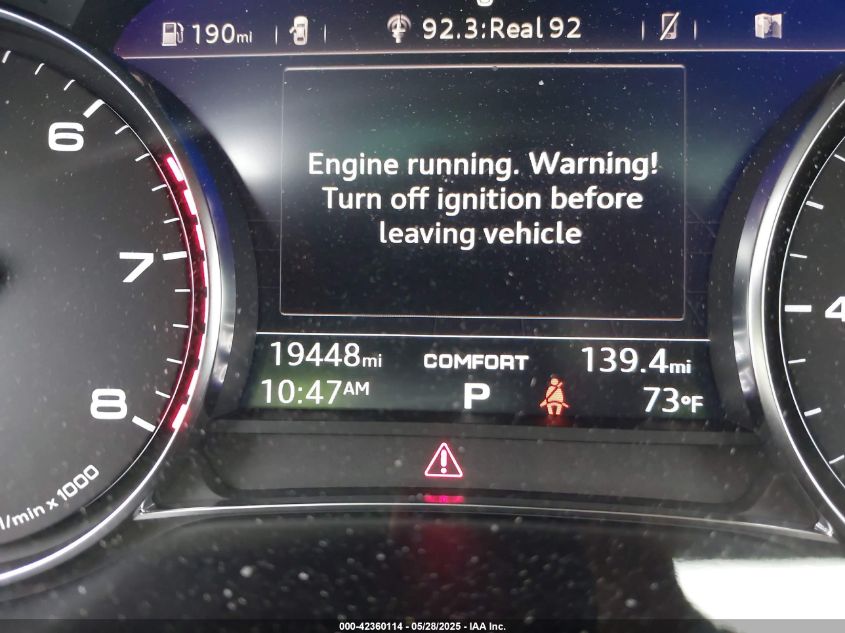 190mi
92.3:Real 92
6
7
8
Engine running. Warning!
Turn off ignition before
leaving vehicle
4
19448mi
COMFORT
139.4mi
10:47AM
P
73°F
l/min x 1000
000-42360114 - 05/28/2025 - IAA Inc.